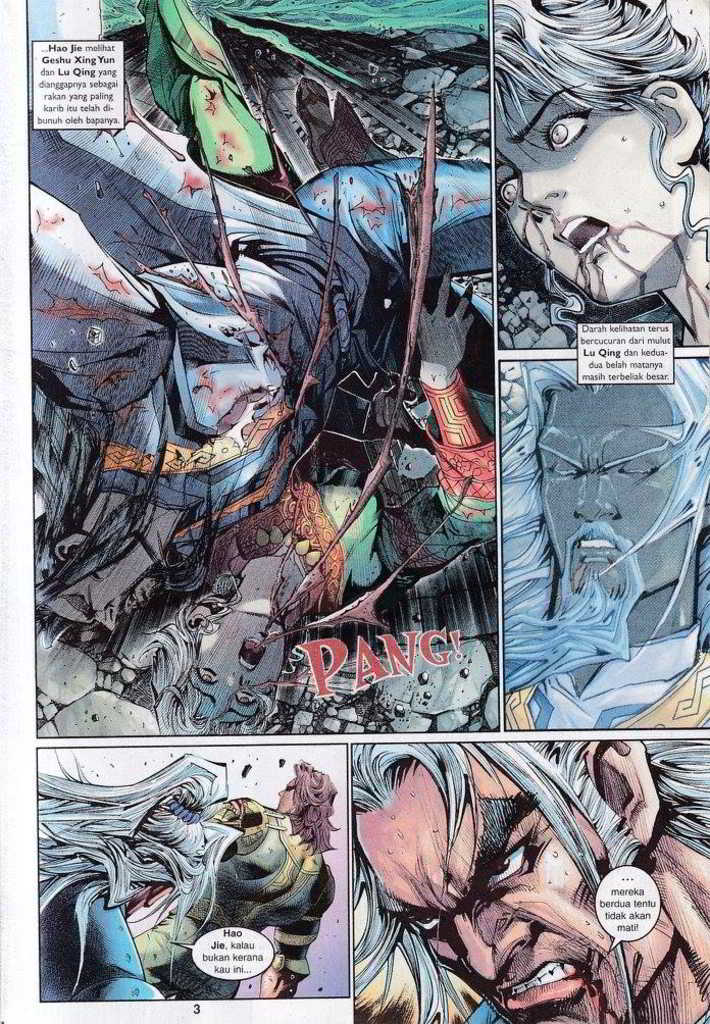 ...Hao Jie melihat
Geshu Xing Yun
dan Lu Qing yang
dianggapnya sebagai
rakan yang paling
karib itu telah di-
bunuh oleh bapanya.
Darah kelihatan terus
bercucuran dari mulut
Lu Qing dan kedua-
dua belah matanya
masih terbeliak besar.
PANG!
Hao
Jie, kalau
bukan kerana
kau ini...
...
mereka
berdua tentu
tidak akan
mati!
3